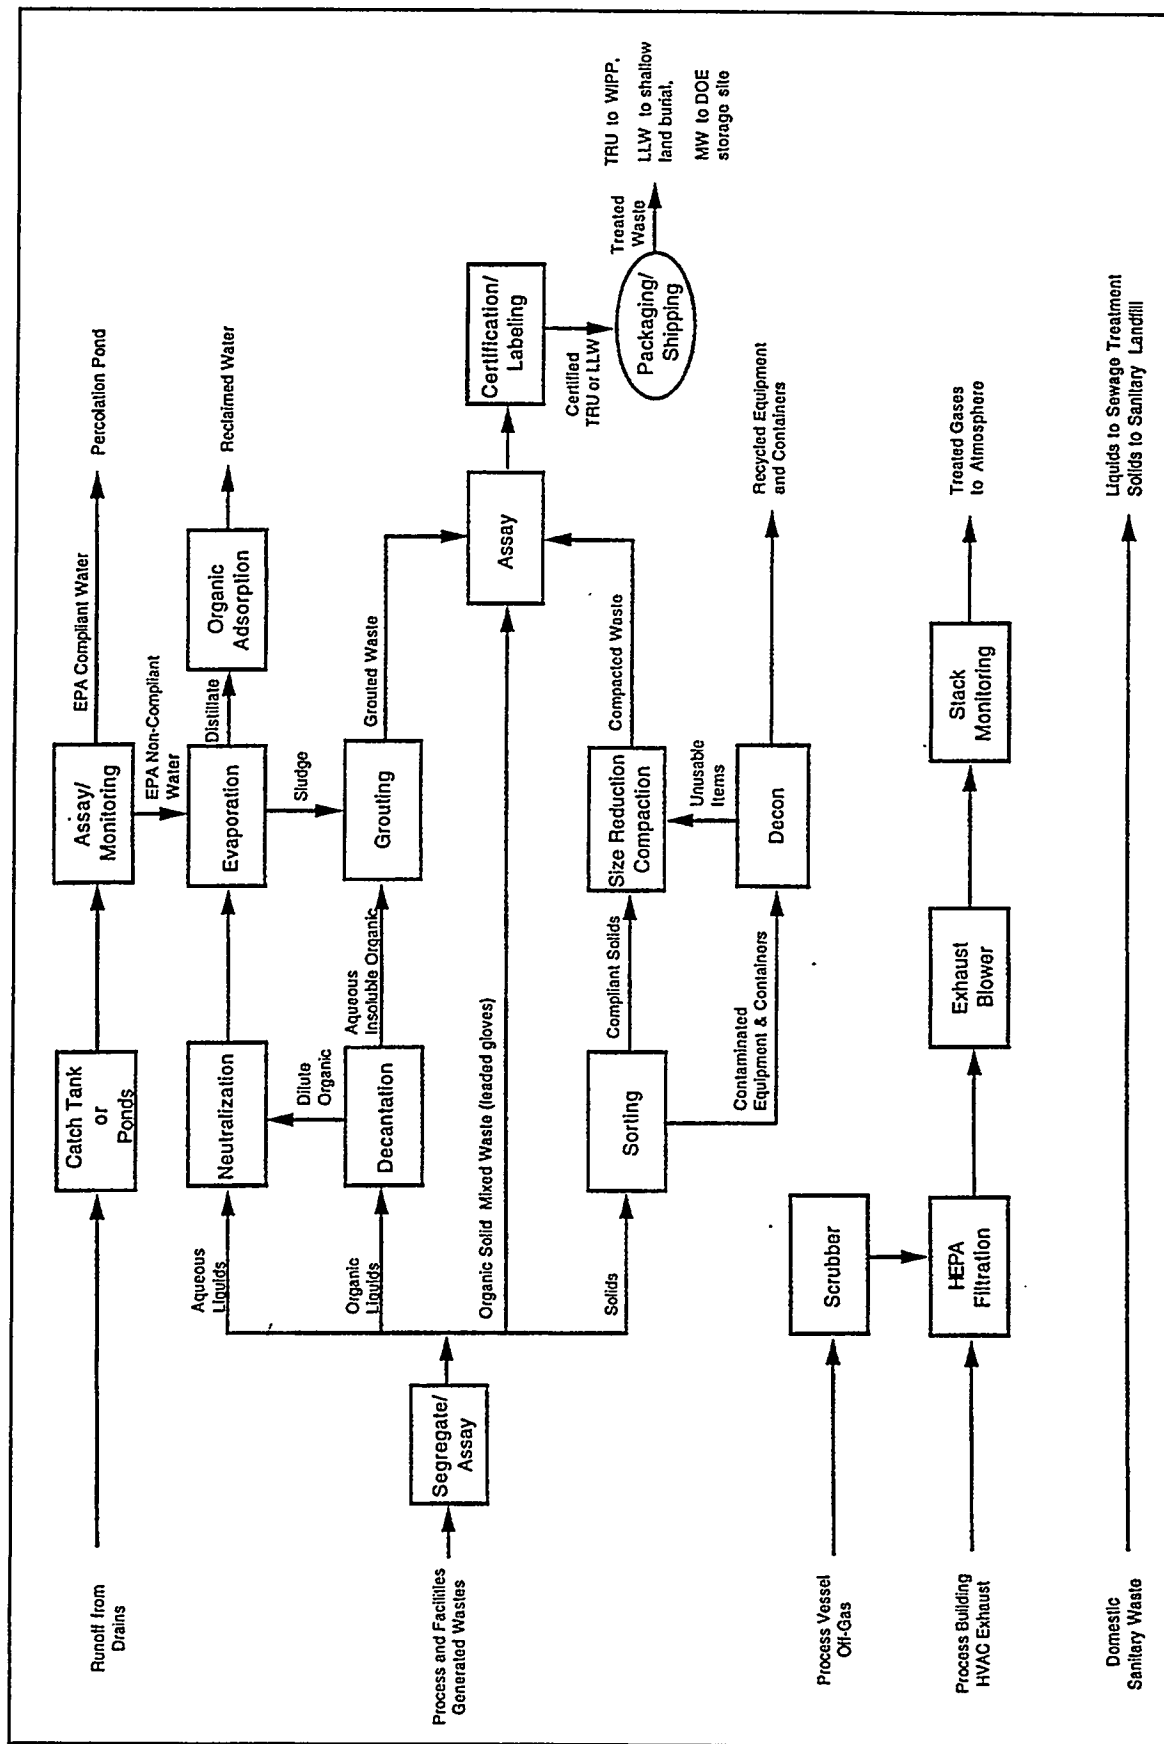 Runoff from
Drains
Catch Tank
or
Ponds
Assay/
Monitoring
EPA Compliant Water
Percolation Pond
EPA Non-Compliant
Water
Aqueous
Liquids
Neutralization
Evaporation
Distillate
Organic
Adsorption
Reclaimed Water
Dilute
Organic
Sludge
Organic
Liquids
Decantation
Aqueous
Insoluble Organic
Grouting
Grouted Waste
Process and Facilities
Generated Wastes
Segregate/
Assay
Organic Solid Mixed Waste (leaded gloves)
Assay
Certification/
Labeling
Certified
TRU or LLW
Packaging/
Shipping
Treated
Waste
TRU to WIPP,
LLW to shallow
land burial,
MW to DOE
storage site
Solids
Sorting
Compliant Solids
Size Reduction
Compaction
Compacted Waste
Unusable
Items
Contaminated
Equipment & Containers
Decon
Recycled Equipment
and Containers
Process Vessel
Off-Gas
Scrubber
Process Building
HVAC Exhaust
HEPA
Filtration
Exhaust
Blower
Stack
Monitoring
Treated Gases
to Atmosphere
Domestic
Sanitary Waste
Liquids to Sewage Treatment
Solids to Sanitary Landfill